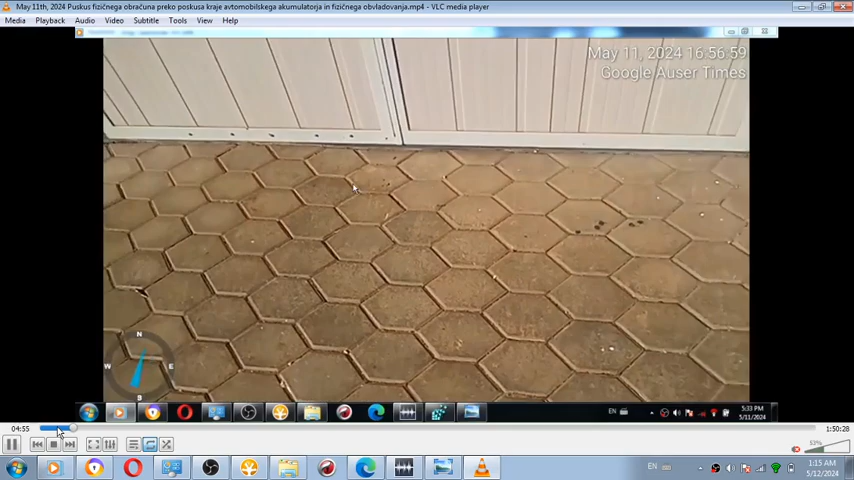 May 11th, 2024 Puskus fizičnega obračuna preko poskusa kraje avtomobilskega akumulatorja in fizičnega obvladovanja.mp4 - VLC media player
Media Playback Audio Video Subtitle Tools View Help
May 11, 2024 16:56:59
Google Auser Times
N
W E
S
EN
5:33 PM
5/11/2024
04:55
1:50:28
53%
EN
1:15 AM
5/12/2024